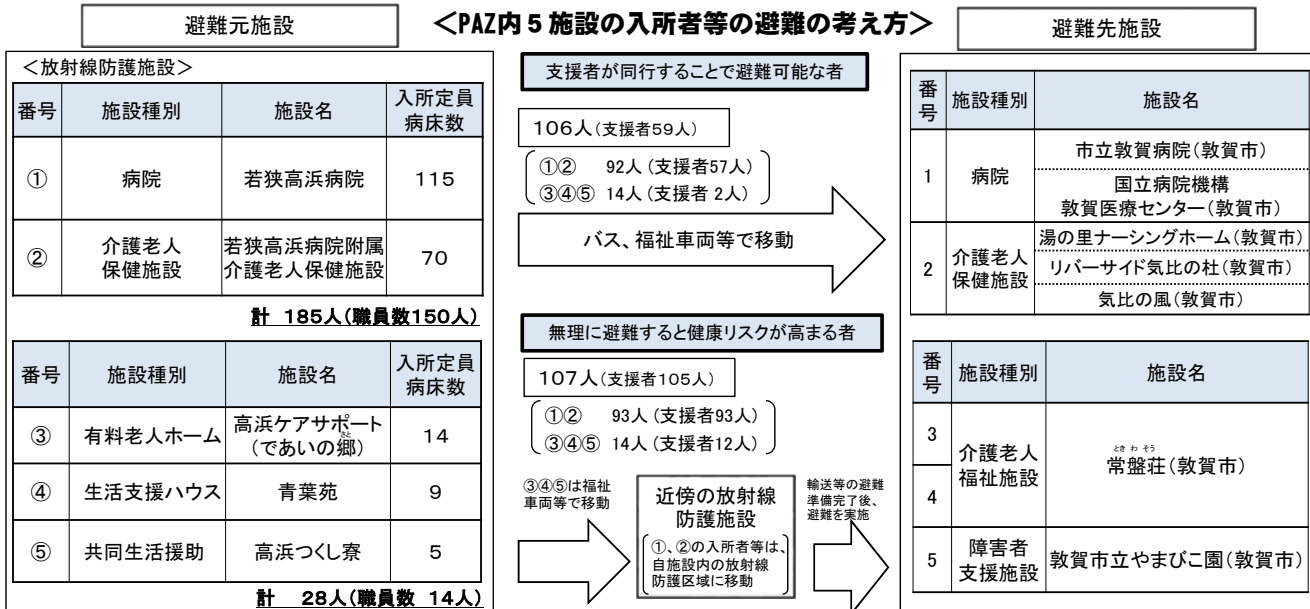 避難元施設
＜PAZ内５施設の入所者等の避難の考え方＞
避難先施設
＜放射線防護施設＞
番号 施設種別 施設名 入所定員
病床数
① 病院 若狭高浜病院 115
② 介護老人
保健施設
若狭高浜病院附属
介護老人保健施設
70
計 185人(職員数150人)
番号 施設種別 施設名 入所定員
病床数
③ 有料老人ホーム 高浜ケアサポート
(であいの郷)
さと
14
④ 生活支援ハウス 青葉苑 9
⑤ 共同生活援助 高浜つくし寮 5
計 28人(職員数 14人)
支援者が同行することで避難可能な者
106人(支援者59人)
①② 92人(支援者57人)
③④⑤ 14人(支援者 2人)
バス、福祉車両等で移動
無理に避難すると健康リスクが高まる者
107人(支援者105人)
①② 93人(支援者93人)
③④⑤ 14人(支援者12人)
③④⑤は福祉
車両等で移動
近傍の放射線
防護施設
①、②の入所者等は、
自施設内の放射線
防護区域に移動
輸送等の避難
準備完了後、
避難を実施
番号 施設種別 施設名
1 病院 市立敦賀病院(敦賀市)
国立病院機構
敦賀医療センター(敦賀市)
2 介護老人
保健施設
湯の里ナーシングホーム(敦賀市)
リバーサイド気比の杜(敦賀市)
気比の風(敦賀市)
番号 施設種別 施設名
3
4
介護老人
福祉施設
ときわそう
常盤荘(敦賀市)
5 障害者
支援施設
敦賀市立やまびこ園(敦賀市)